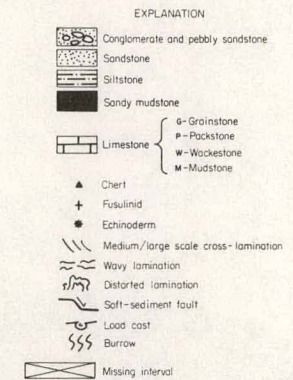 EXPLANATION
Conglomerate and pebbly sandstone
Sandstone
Siltstone
Sandy mudstone
Limestone
G-Grainstone
P-Packstone
W-Wackestone
M-Mudstone
Chert
Fusulinid
Echinoderm
Medium/large scale cross-lamination
Wavy lamination
Distorted lamination
Soft-sediment fault
Load cast
Burrow
Missing interval